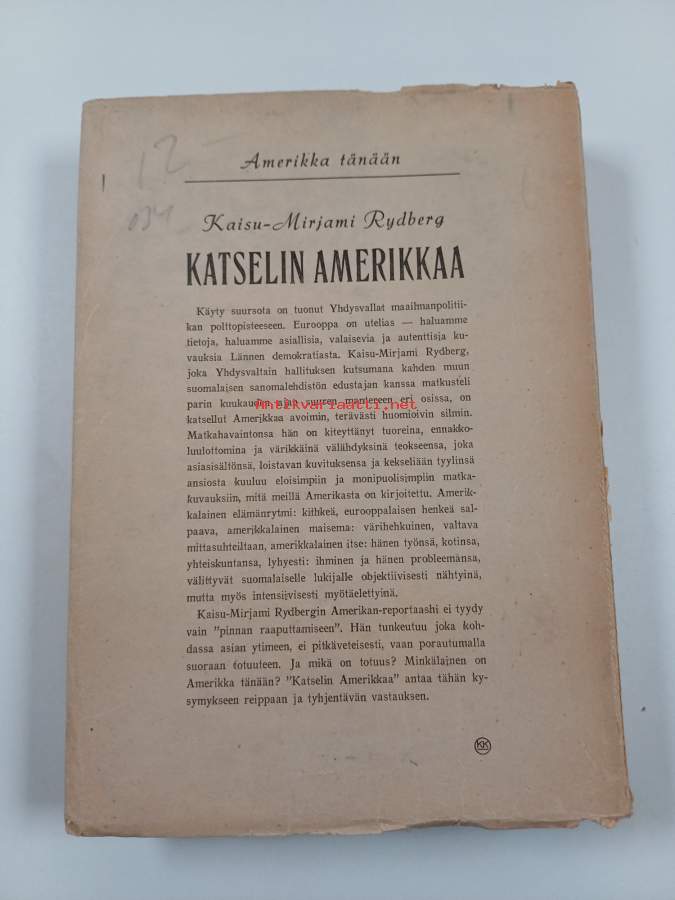 12-
034
Amerikka tänään
Kaisu-Mirjami Rydberg
KATSELIN AMERIKKAA
Käyty suursota on tuonut Yhdysvallat maailmanpolitii-
kan polttopisteeseen. Eurooppa on utelias — haluamme
tietoja, haluamme asiallisia, valaisevia ja autenttisia ku-
vauksia Lännen demokratiasta. Kaisu-Mirjami Rydberg,
joka Yhdysvaltain hallituksen kutsumana kahden muun
suomalaisen sanomalehdistön edustajan kanssa matkusteli
parin kuukauden ajan suuren mantereen eri osissa, on
Antikvariaatti.net
katsellut Amerikkaa avoimin, terävästi huomioivin silmin.
Matkahavaintonsa hän on kiteyttänyt tuoreina, ennakko-
luulottomina ja värikkäinä välähdyksinä teokseensa, joka
asiasisältönsä, loistavan kuvituksensa ja kekseliään tyylinsä
ansiosta kuuluu eloisimpiin ja monipuolisimpiin matka-
kuvauksiin, mitä meillä Amerikasta on kirjoitettu. Amerik-
kalainen elämänrytmi: kiihkeä, eurooppalaisen henkeä sal-
paava, amerikkalainen maisema: värihehkuinen, valtava
mittasuhteiltaan, amerikkalainen itse: hänen työnsä, kotinsa,
yhteiskuntansa, lyhyesti: ihminen ja hänen probleemansa,
välittyvät suomalaiselle lukijalle objektiivisesti nähtyinä,
mutta myös intensiivisesti myötäelettyinä.
Kaisu-Mirjami Rydbergin Amerikan-reportaashi ei tyydy
vain "pinnan raaputtamiseen". Hän tunkeutuu joka koh-
dassa asian ytimeen, ei pitkäveteisesti, vaan porautumalla
suoraan totuuteen. Ja mikä on totuus? Minkälainen on
Amerikka tänään? "Katselin Amerikkaa" antaa tähän ky-
symykseen reippaan ja tyhjentävän vastauksen.
KK